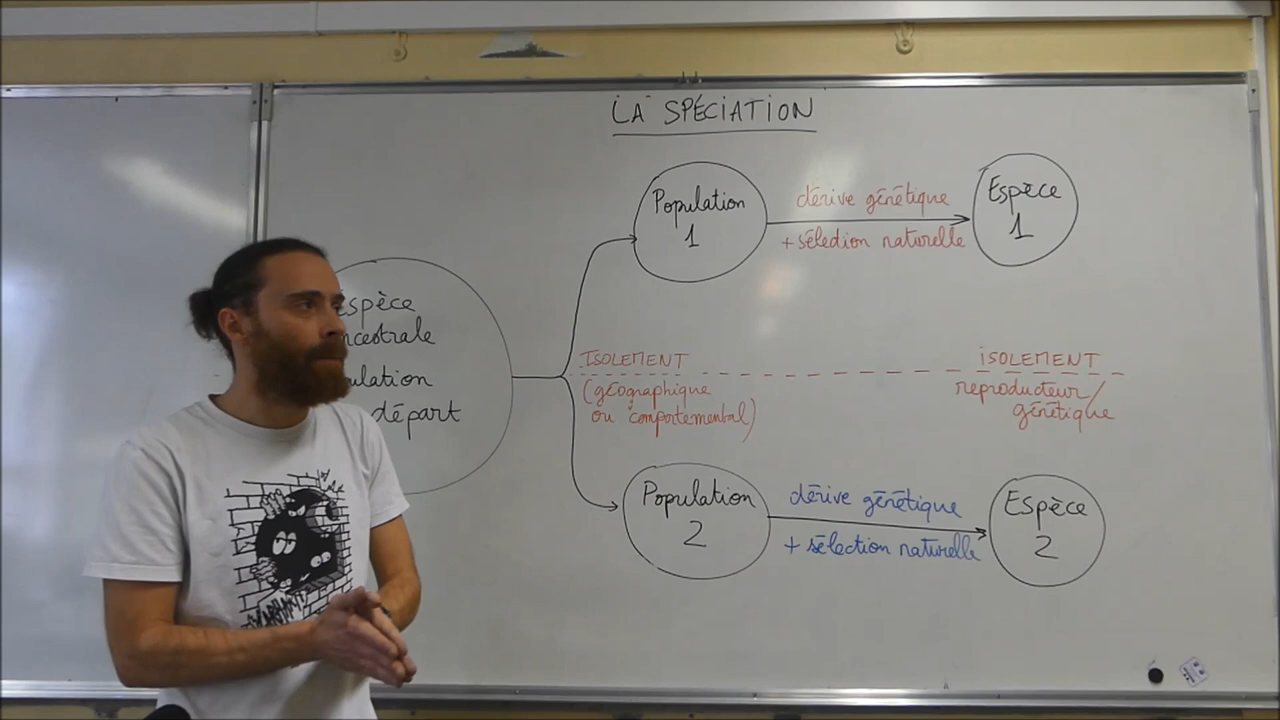 LA SPÉCIATION
Population
1
dérive génétique
+ sélection naturelle
Espèce
1
espèce
ncestrale
ulation
départ
ISOLEMENT
(géographique
ou comportemental)
ISOLEMENT
reproducteur/
génétique
Population
2
dérive génétique
+ sélection naturelle
Espèce
2